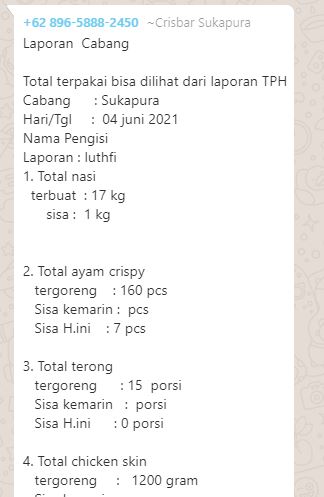 +62 896-5888-2450 ~Crisbar Sukapura
Laporan Cabang
Total terpakai bisa dilihat dari laporan TPH
Cabang : Sukapura
Hari/Tgl : 04 juni 2021
Nama Pengisi
Laporan : luthfi
1. Total nasi
terbuat : 17 kg
sisa : 1 kg
2. Total ayam crispy
tergoreng : 160 pcs
Sisa kemarin : pcs
Sisa H.ini : 7 pcs
3. Total terong
tergoreng : 15 porsi
Sisa kemarin : porsi
Sisa H.ini : 0 porsi
4. Total chicken skin
tergoreng : 1200 gram